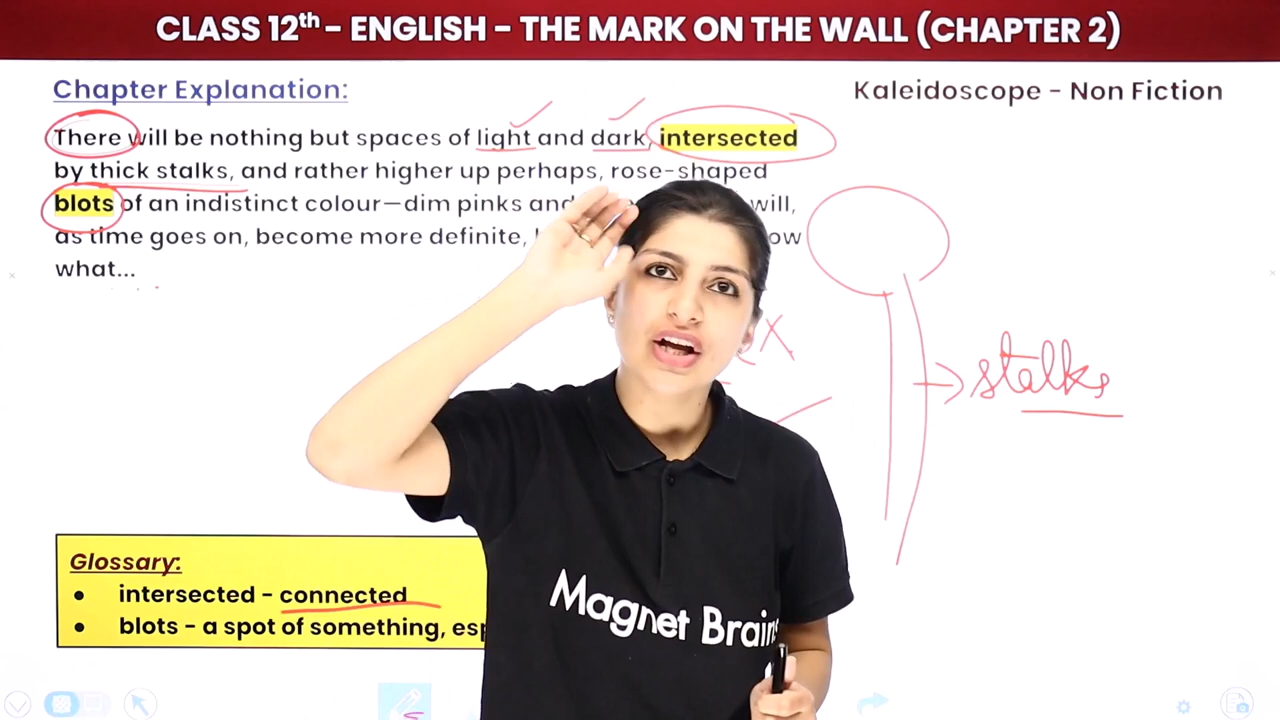 CLASS 12th – ENGLISH – THE MARK ON THE WALL (CHAPTER 2)
Chapter Explanation:
Kaleidoscope - Non Fiction
There will be nothing but spaces of light and dark, intersected
by thick stalks, and rather higher up perhaps, rose-shaped
blots of an indistinct colour—dim pinks and will,
as time goes on, become more definite,
what...
stalks
Glossary:
● intersected - connected
● blots - a spot of something,
Magnet Brains